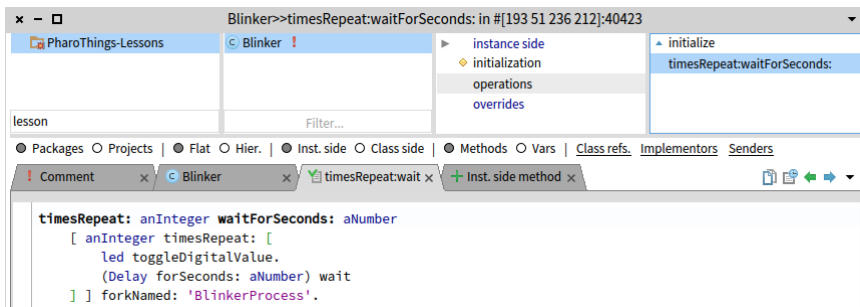 Blinker>>timesRepeat:waitForSeconds: in #[193 51 236 212]:40423
PharoThings-Lessons
C Blinker !
instance side
initialization
operations
overrides
initialize
timesRepeat:waitForSeconds:
lesson
Filter...
Packages Projects | Flat Hier. | Inst. side Class side | Methods Vars | Class refs. Implementors Senders
! Comment x C Blinker x timesRepeat:wait x Inst. side method x
timesRepeat: anInteger waitForSeconds: aNumber
[ anInteger timesRepeat: [
led toggleDigitalValue.
(Delay forSeconds: aNumber) wait
] ] forkNamed: 'BlinkerProcess'.